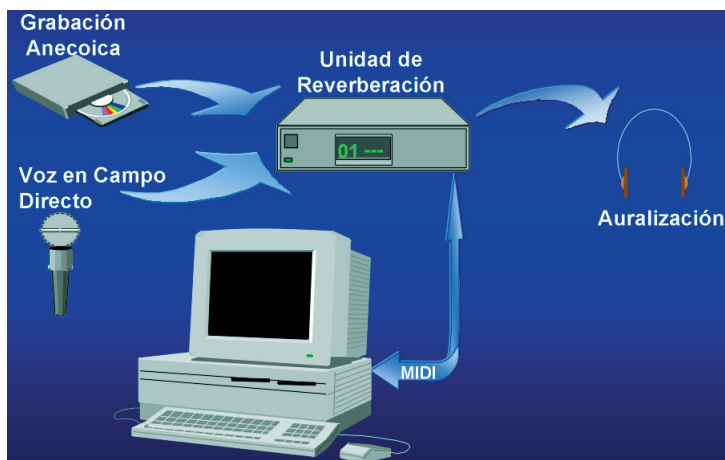 Grabación
Anecoica
Unidad de
Reverberación
01 ---
Voz en Campo
Directo
Auralización
MIDI